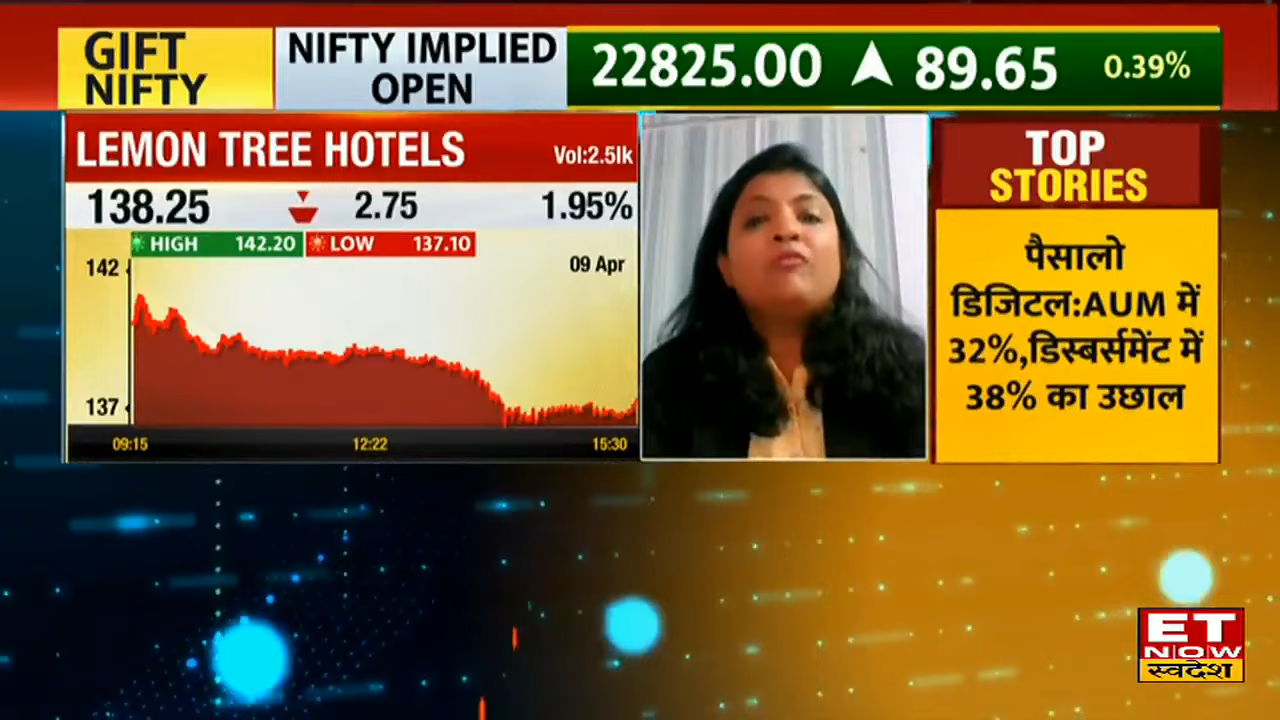 GIFT
NIFTY
NIFTY IMPLIED
OPEN
22825.00 89.65 0.39%
LEMON TREE HOTELS Vol:2.5lk
138.25 2.75 1.95%
HIGH 142.20 LOW 137.10
09 Apr
142
137
09:15 12:22 15:30
TOP
STORIES
पैसालो
डिजिटल:AUM में
32%,डिस्बर्समेंट में
38% का उछाल
ET
NOW
स्वदेश